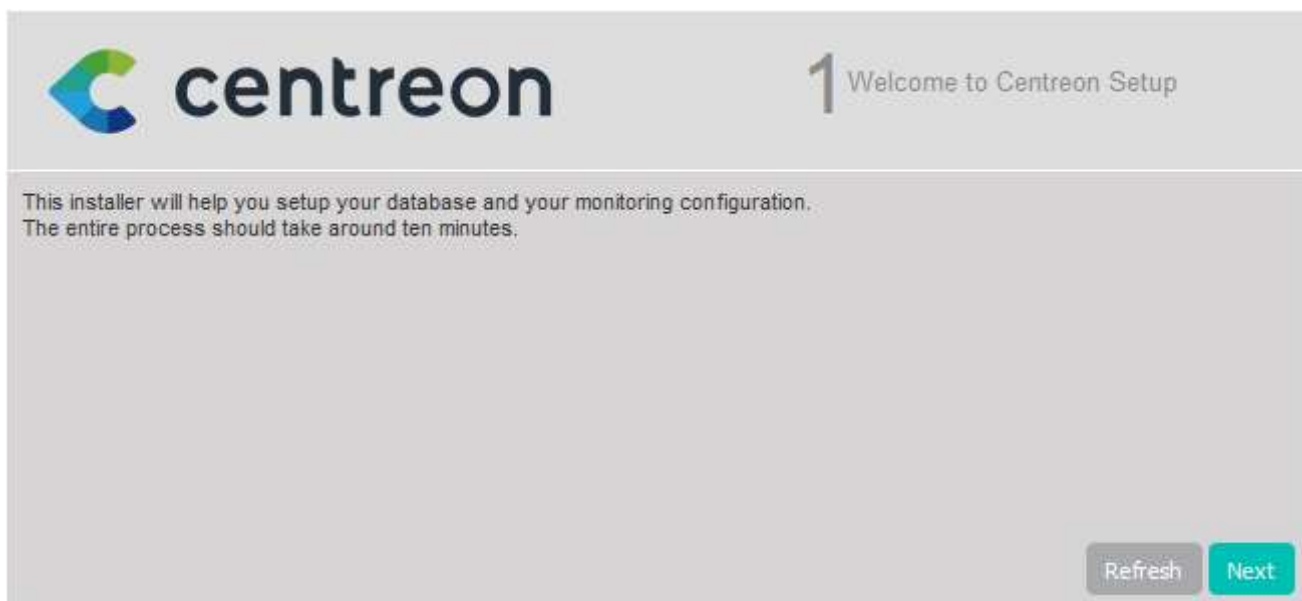 centreon
1 Welcome to Centreon Setup
This installer will help you setup your database and your monitoring configuration.
The entire process should take around ten minutes.
Refresh Next